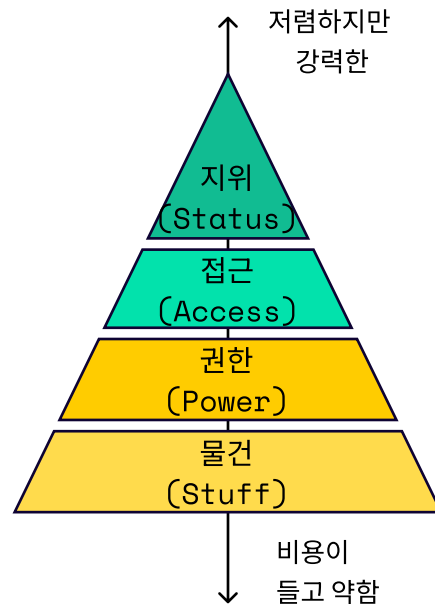 저렴하지만
강력한
지위
(Status)
접근
(Access)
권한
(Power)
물건
(Stuff)
비용이
들고 약함